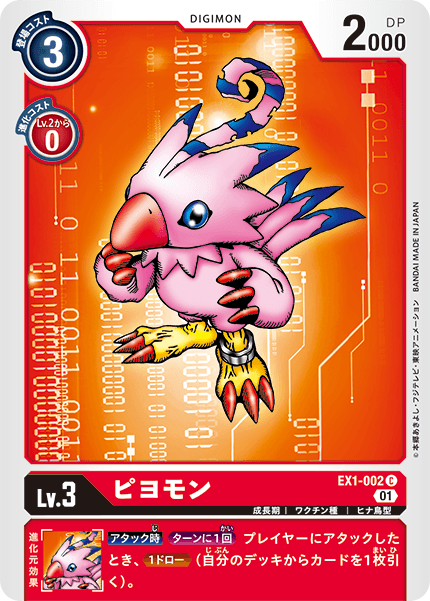 DIGIMON
登場コスト
3
DP
2000
進化コスト
Lv.2から
0
BANDAI MADE IN JAPAN
©本郷あきよし・フジテレビ・東映アニメーション
EX1-002 C
01
Lv.3
ピヨモン
成長期 | ワクチン種 | ヒナ鳥型
進化元効果
アタック時 ターンに1回 プレイヤーにアタックした
とき、1ドロー（自分のデッキからカードを1枚引
く）。